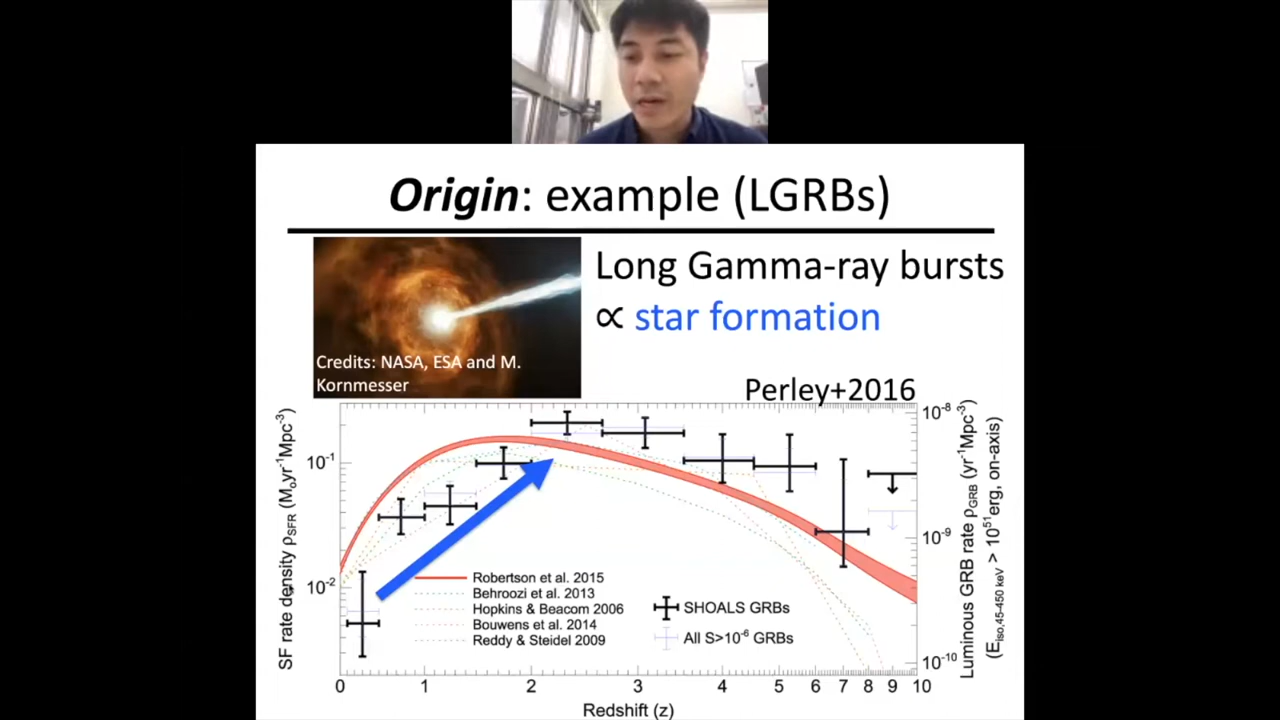 Origin: example (LGRBs)
Long Gamma-ray bursts
∝ star formation
Credits: NASA, ESA and M.
Kornmesser
Perley+2016
SF rate density ρSFR (M☉yr⁻¹Mpc⁻³)
10⁻¹
10⁻²
10⁻⁸
10⁻⁹
10⁻¹⁰
Luminous GRB rate ρGRB (yr⁻¹Mpc⁻³)
(Eiso,45-450 keV > 10⁵¹erg, on-axis)
Robertson et al. 2015
Behroozi et al. 2013
Hopkins & Beacom 2006
Bouwens et al. 2014
Reddy & Steidel 2009
SHOALS GRBs
All S>10⁻⁶ GRBs
0 1 2 3 4 5 6 7 8 9 10
Redshift (z)